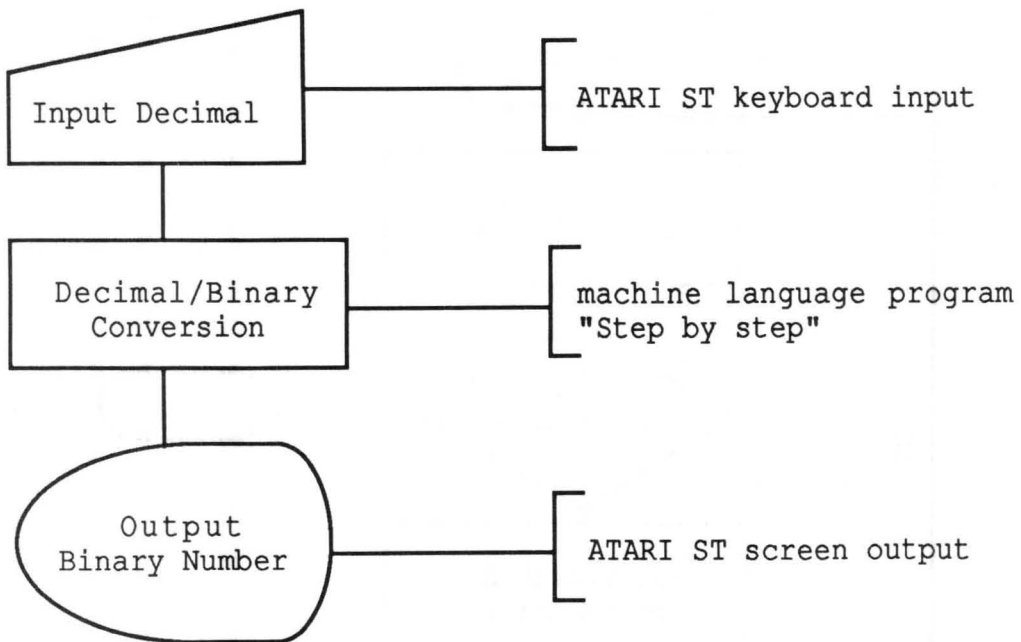 Input Decimal
ATARI ST keyboard input
Decimal/Binary
Conversion
machine language program
"Step by step"
Output
Binary Number
ATARI ST screen output